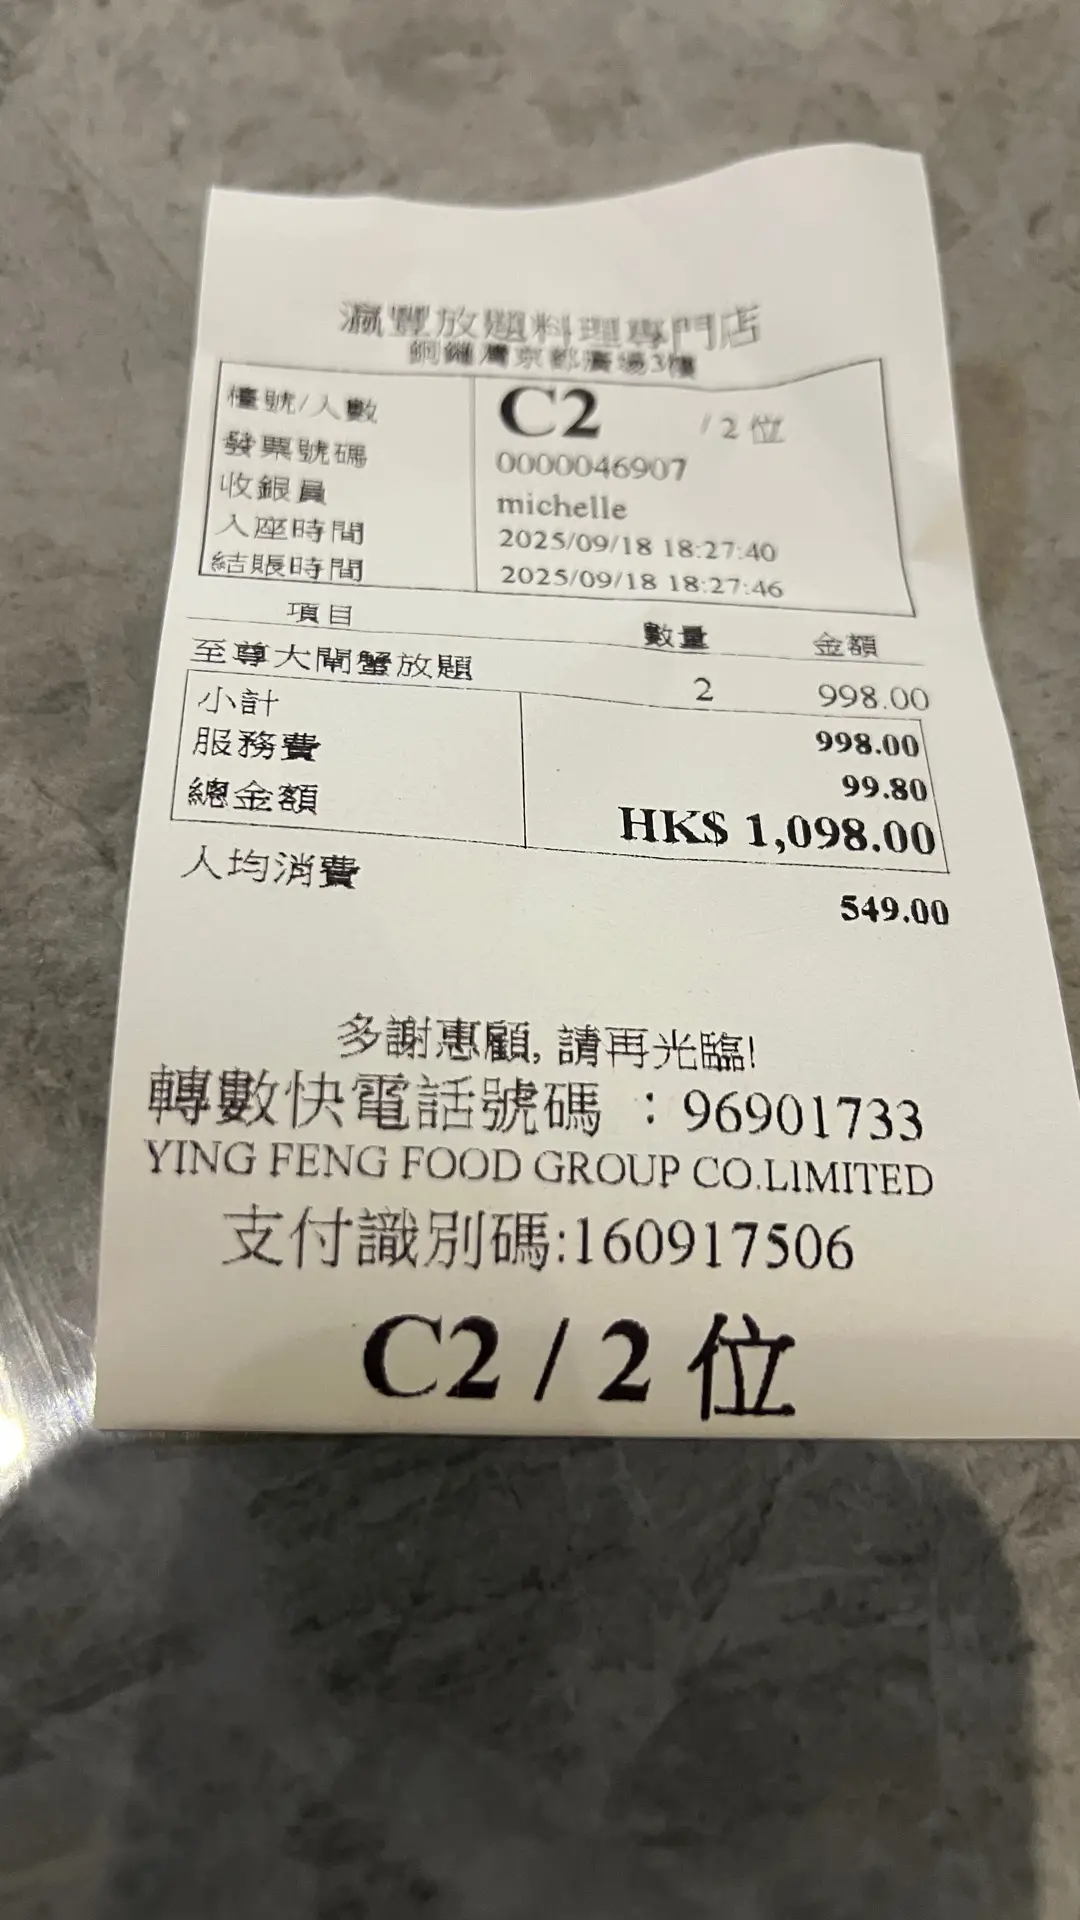 瀛豐放題料理專門店
銅鑼灣京都廣場3樓
檯號/人數 C2 / 2 位
發票號碼 0000046907
收銀員 michelle
入座時間 2025/09/18 18:27:40
結賬時間 2025/09/18 18:27:46
項目 數量 金額
至尊大閘蟹放題 2 998.00
小計 998.00
服務費 99.80
總金額 HK$ 1,098.00
人均消費 549.00
多謝惠顧, 請再光臨!
轉數快電話號碼 : 96901733
YING FENG FOOD GROUP CO.LIMITED
支付識別碼:160917506
C2 / 2 位